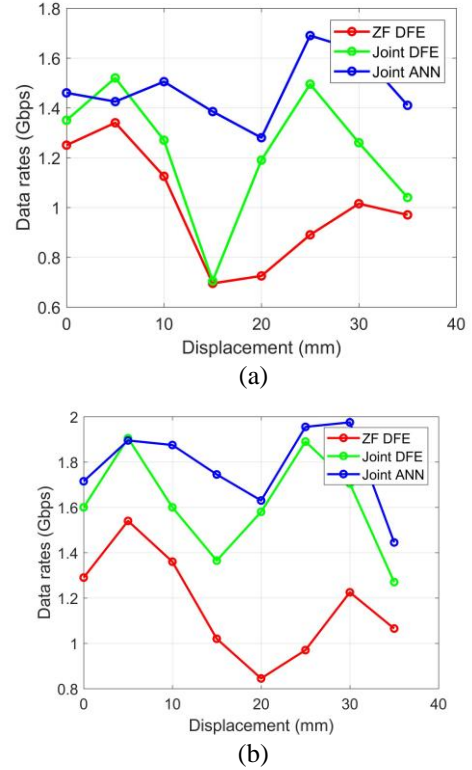 1.8
1.6
1.4
1.2
1
0.8
0.6
Data rates (Gbps)
ZF DFE
Joint DFE
Joint ANN
0
10
20
30
40
Displacement (mm)
(a)
2
1.8
1.6
1.4
1.2
1
0.8
Data rates (Gbps)
ZF DFE
Joint DFE
Joint ANN
0
10
20
30
40
Displacement (mm)
(b)